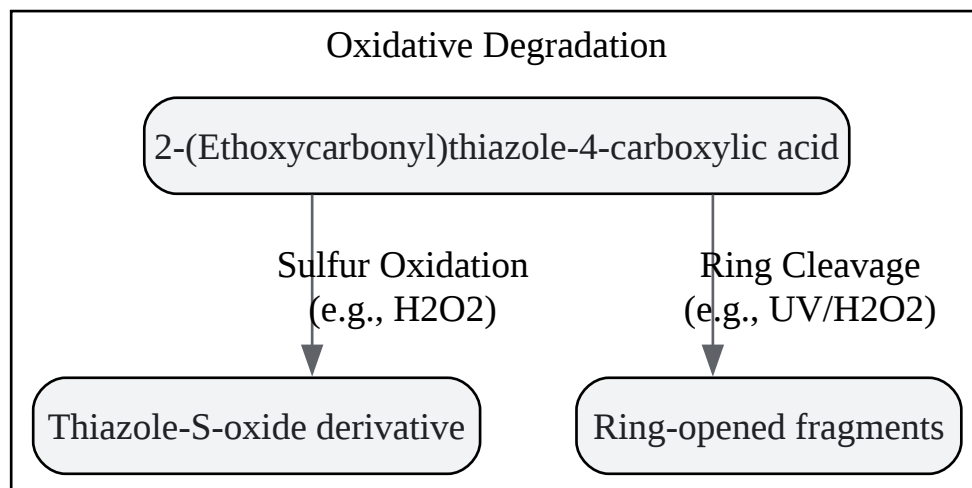 Oxidative Degradation
2-(Ethoxycarbonyl)thiazole-4-carboxylic acid
Sulfur Oxidation
(e.g., H2O2)
Ring Cleavage
(e.g., UV/H2O2)
Thiazole-S-oxide derivative
Ring-opened fragments